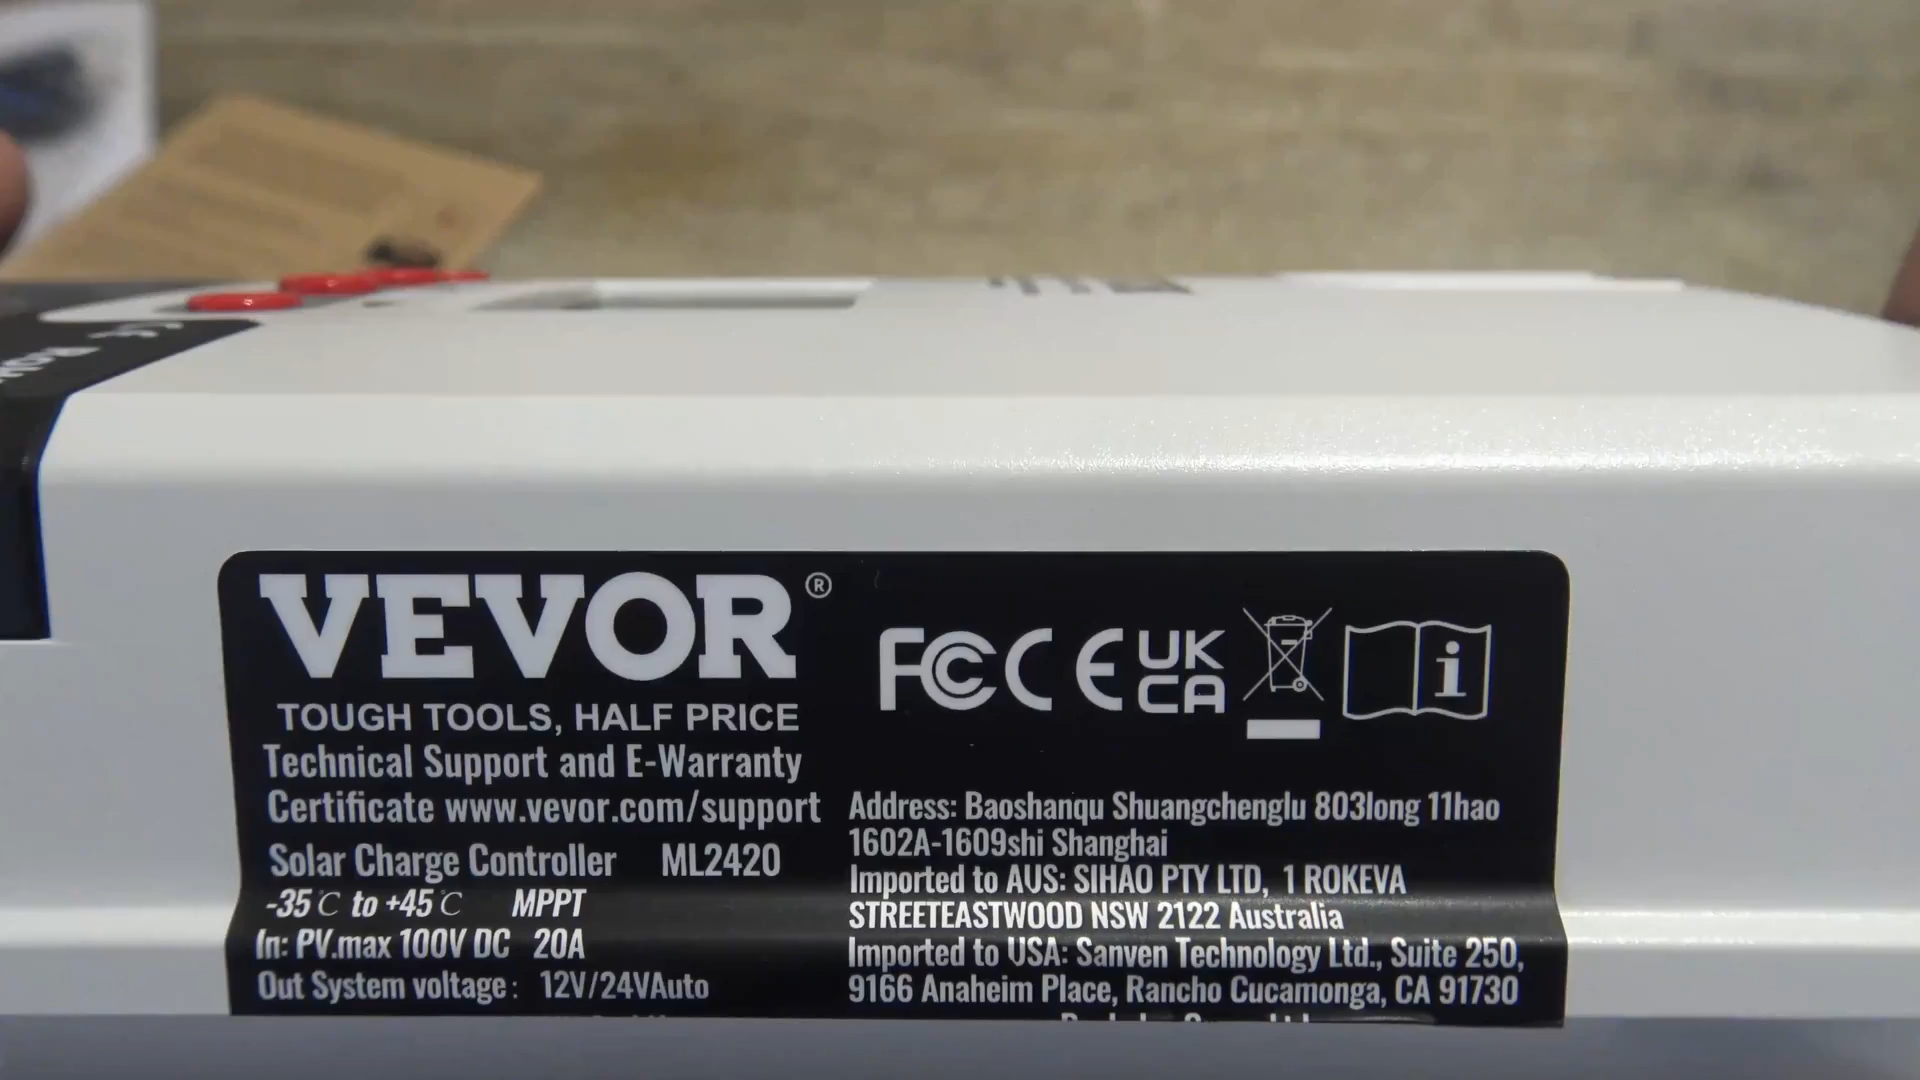 VEVOR®
TOUGH TOOLS, HALF PRICE
Technical Support and E-Warranty
Certificate www.vevor.com/support
Solar Charge Controller ML2420
-35℃ to +45℃ MPPT
In: PV.max 100V DC 20A
Out System voltage: 12V/24VAuto
FC CE UK
CA
Address: Baoshanqu Shuangchenglu 803long 11hao
1602A-1609shi Shanghai
Imported to AUS: SIHAO PTY LTD, 1 ROKEVA
STREETEASTWOOD NSW 2122 Australia
Imported to USA: Sanven Technology Ltd., Suite 250,
9166 Anaheim Place, Rancho Cucamonga, CA 91730